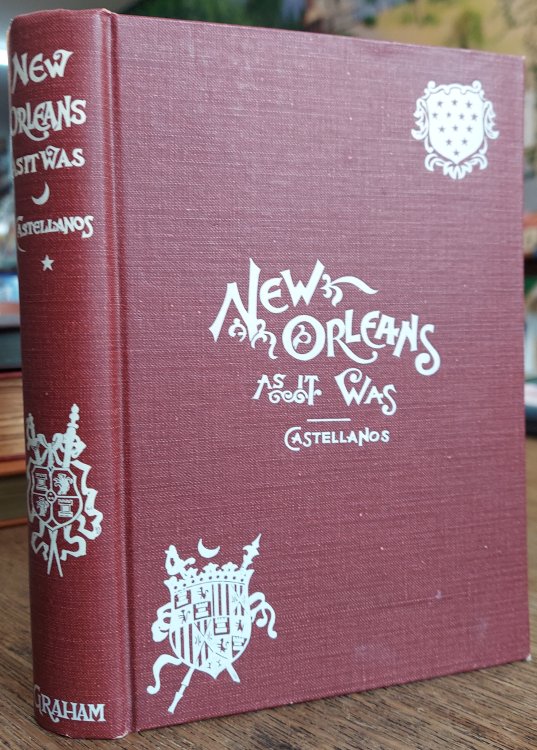 NEW
ORLEANS
AS IT WAS
CASTELLANOS
GRAHAM
NEW
ORLEANS
AS IT WAS
CASTELLANOS